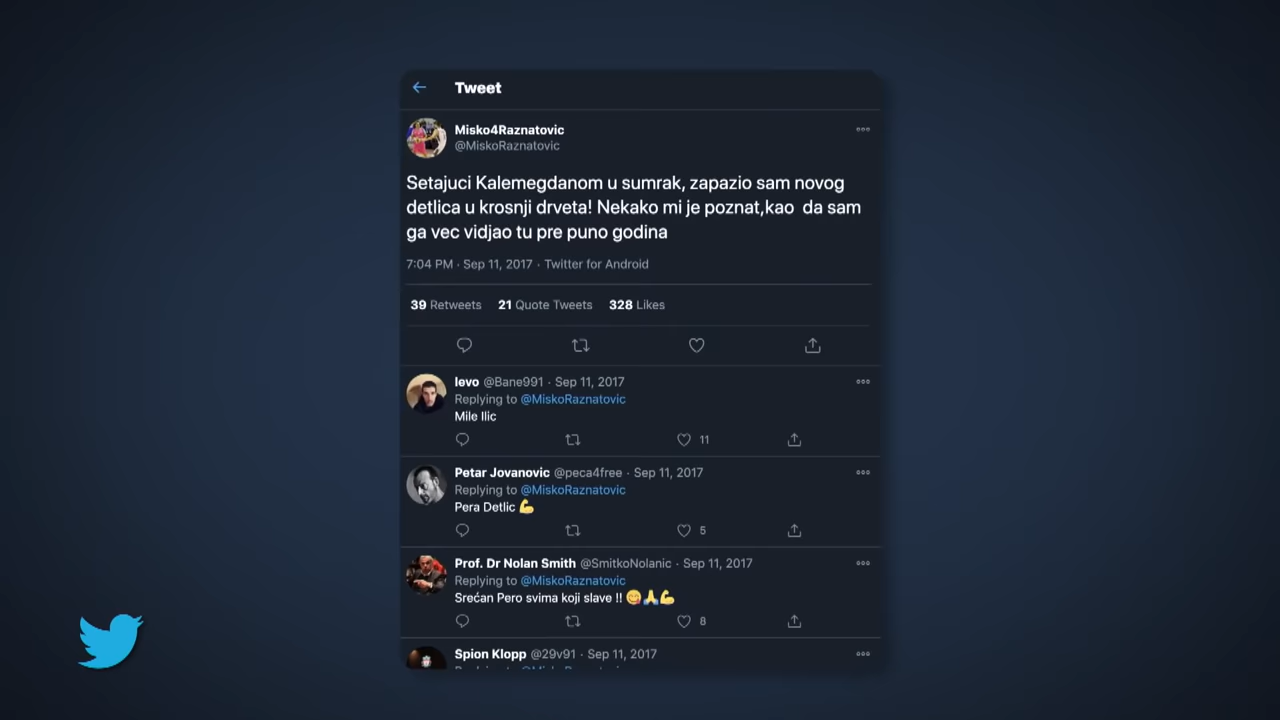 Tweet
Misko4Raznatovic
@MiskoRaznatovic
Setajuci Kalemegdanom u sumrak, zapazio sam novog
detlica u krosnji drveta! Nekako mi je poznat,kao  da sam
ga vec vidjao tu pre puno godina
7:04 PM · Sep 11, 2017 · Twitter for Android
39 Retweets 21 Quote Tweets 328 Likes
levo @Bane991 · Sep 11, 2017
Replying to @MiskoRaznatovic
Mile Ilic
11
Petar Jovanovic @peca4free · Sep 11, 2017
Replying to @MiskoRaznatovic
Pera Detlic 💪
5
Prof. Dr Nolan Smith @SmitkoNolanic · Sep 11, 2017
Replying to @MiskoRaznatovic
Srećan Pero svima koji slave !! 😋🙏💪
8
Spion Klopp @29v91 · Sep 11, 2017